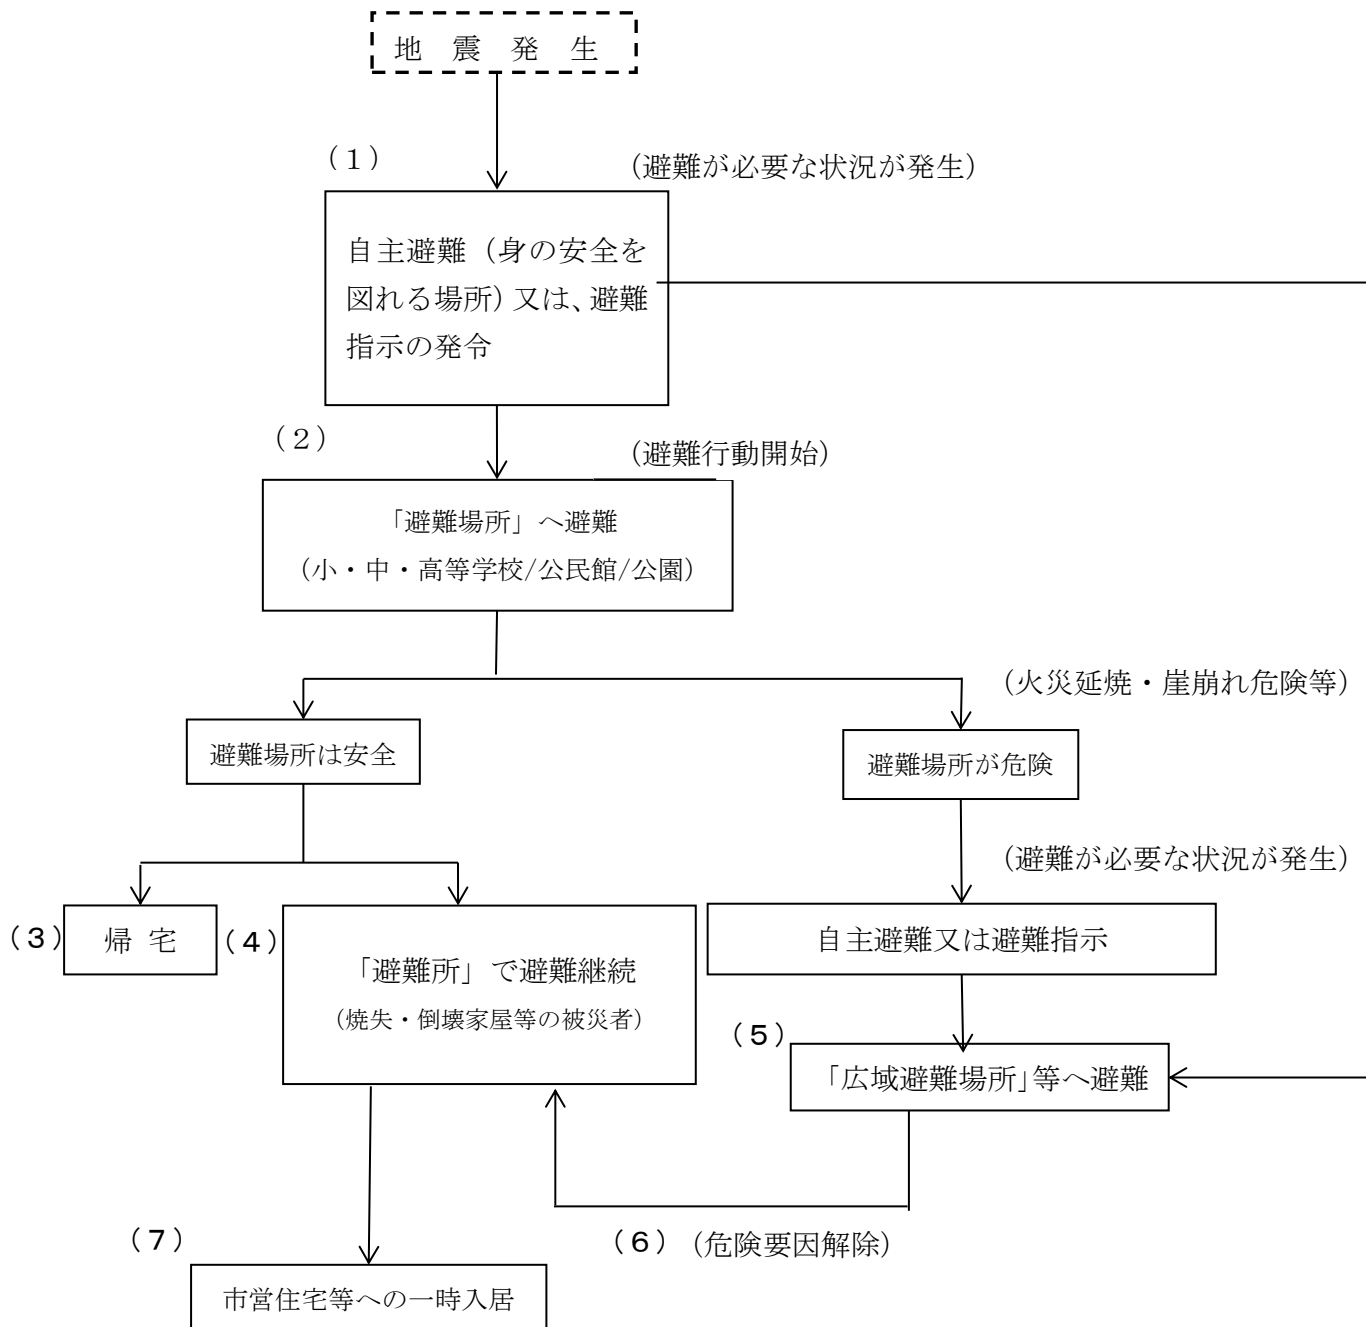 地　震　発　生
（１）
（避難が必要な状況が発生）
自主避難（身の安全を
図れる場所）又は、避難
指示の発令
（２）
（避難行動開始）
「避難場所」へ避難
（小・中・高等学校/公民館/公園）
（火災延焼・崖崩れ危険等）
避難場所は安全
避難場所が危険
（避難が必要な状況が発生）
（３）
帰 宅
（４）
「避難所」で避難継続
（焼失・倒壊家屋等の被災者）
自主避難又は避難指示
（５）
「広域避難場所」等へ避難
（６）（危険要因解除）
（７）
市営住宅等への一時入居